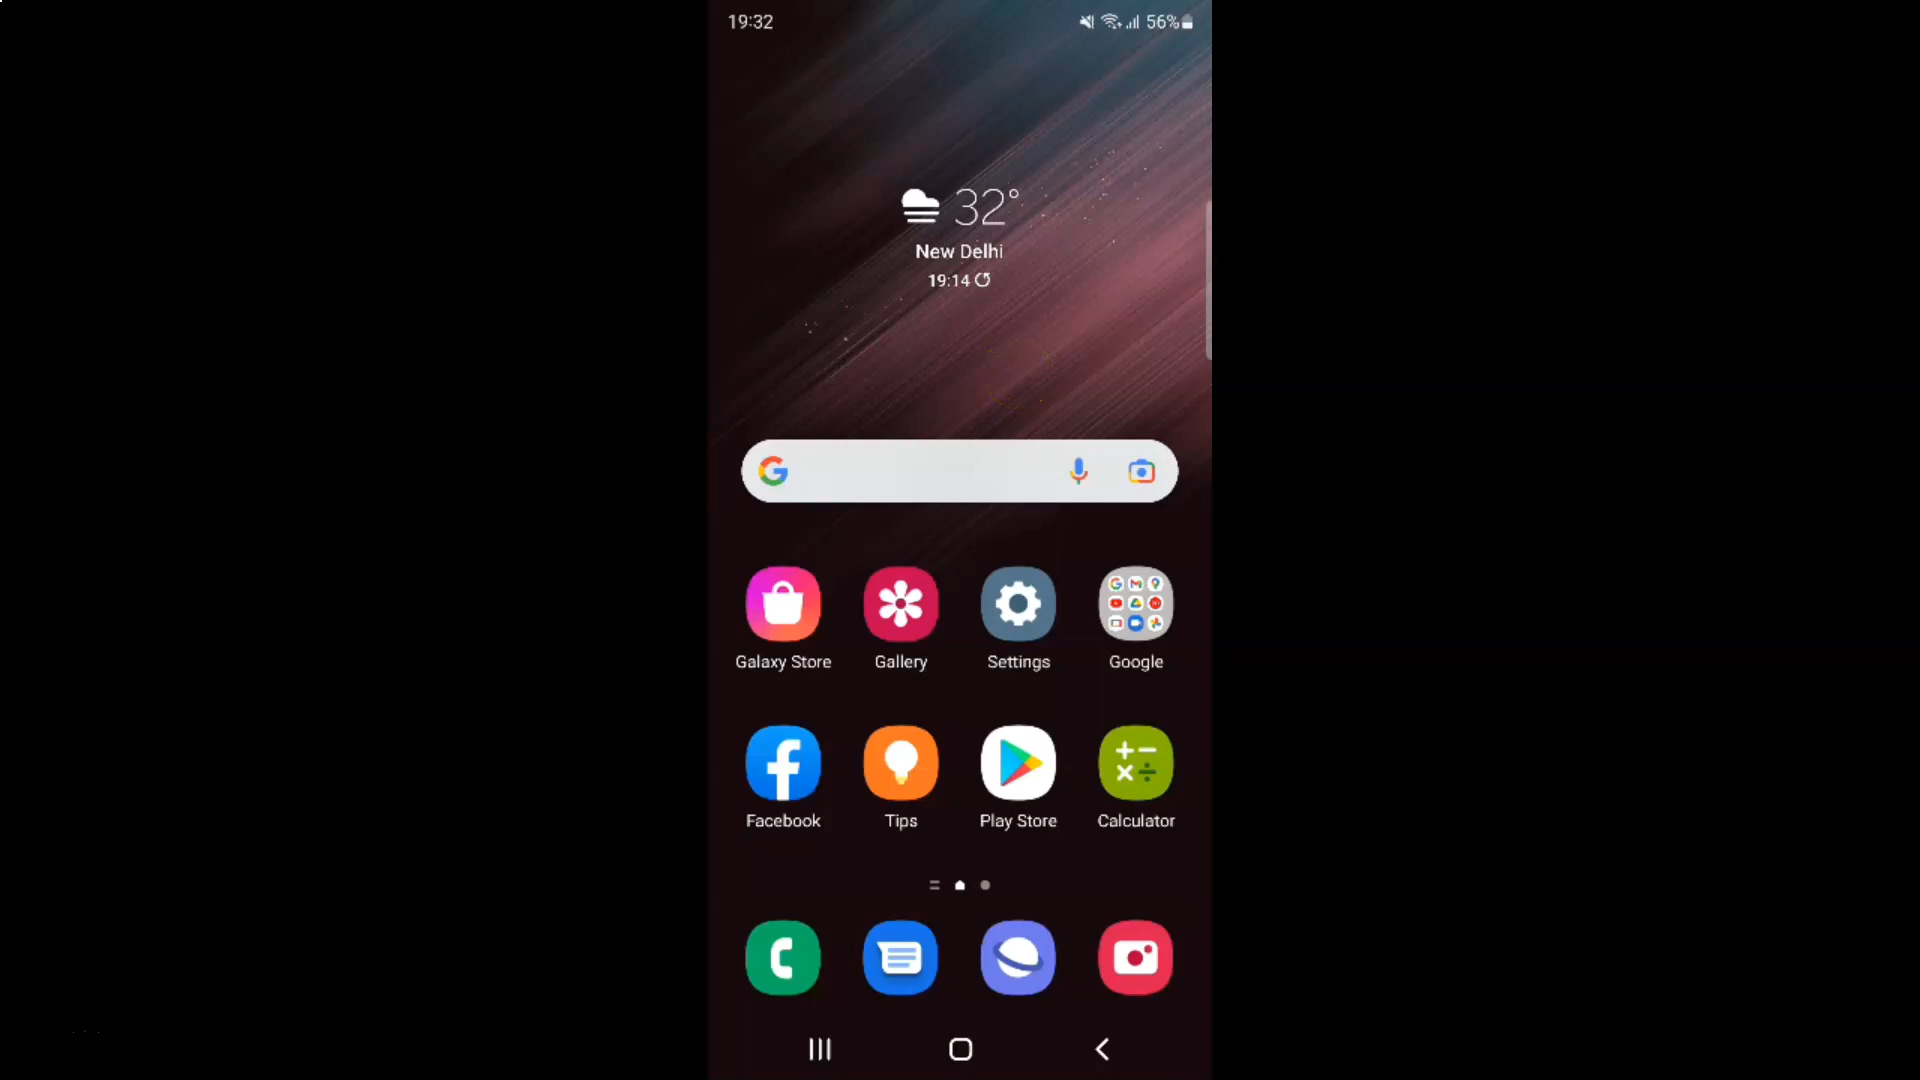 19:32
56%
32°
New Delhi
19:14
Galaxy Store
Gallery
Settings
Google
Facebook
Tips
Play Store
Calculator